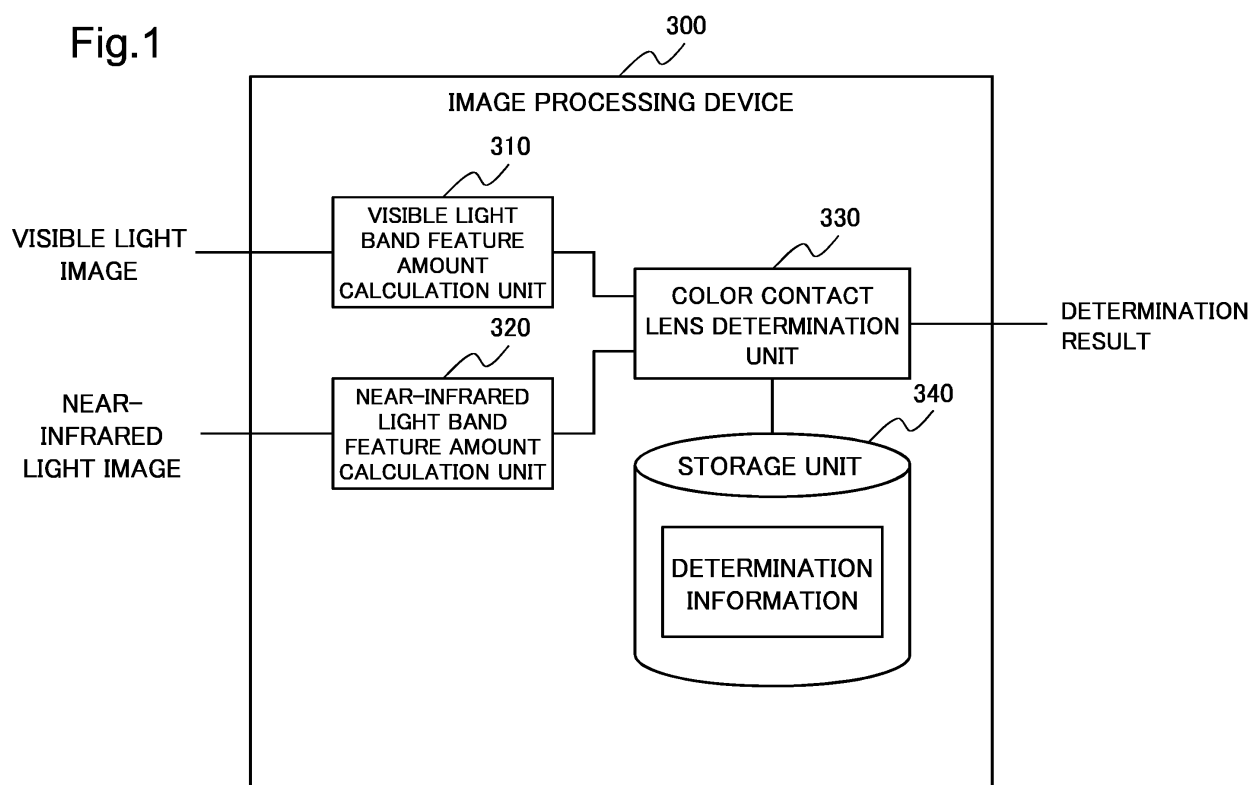 Fig.1
300
IMAGE PROCESSING DEVICE
310
VISIBLE LIGHT
BAND FEATURE
AMOUNT
CALCULATION UNIT
VISIBLE LIGHT
IMAGE
330
COLOR CONTACT
LENS DETERMINATION
UNIT
DETERMINATION
RESULT
320
NEAR-INFRARED
LIGHT BAND
FEATURE AMOUNT
CALCULATION UNIT
NEAR-
INFRARED
LIGHT IMAGE
340
STORAGE UNIT
DETERMINATION
INFORMATION